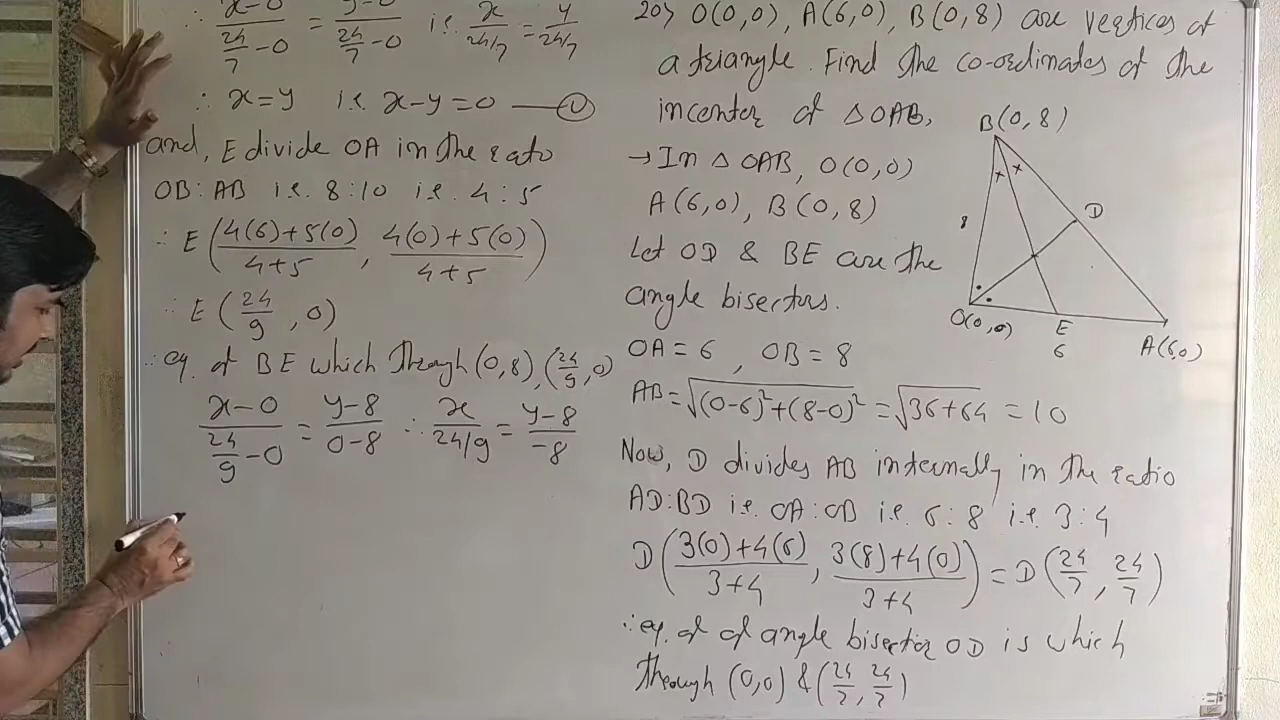 ∴ x-0 / (24/7 - 0) = y-0 / (24/7 - 0) i.e. x / 24/7 = y / 24/7
∴ x=y i.e. x-y=0 —①
and, E divide OA in the rato
OB:AB i.e. 8:10 i.e. 4:5
∴ E( (4(6)+5(0)) / (4+5), (4(0)+5(0)) / (4+5) )
∴ E( 24/9, 0)
∴ eq. of BE which through (0,8), (24/9, 0)
x-0 / (24/9 - 0) = y-8 / 0-8 ∴ x / 24/9 = y-8 / -8
20> O(0,0), A(6,0), B(0,8) are vertices of
a triangle. Find the co-ordinates of the
incenter of △OAB,
→ In △OAB, O(0,0)
A(6,0), B(0,8)
Let OD & BE are the
angle bisectors.
OA=6, OB=8
AB=√((0-6)²+(8-0)²) = √(36+64) = 10
Now, D divides AB internally in the ratio
AD:BD i.e. OA:OB i.e. 6:8 i.e. 3:4
D( (3(0)+4(6)) / (3+4), (3(8)+4(0)) / (3+4) ) = D( 24/7, 24/7 )
∴ eq. of of angle bisector OD is which
through (0,0) & (24/7, 24/7)
B(0,8)
x x
8
D
O(0,0)
E
6
A(6,0)